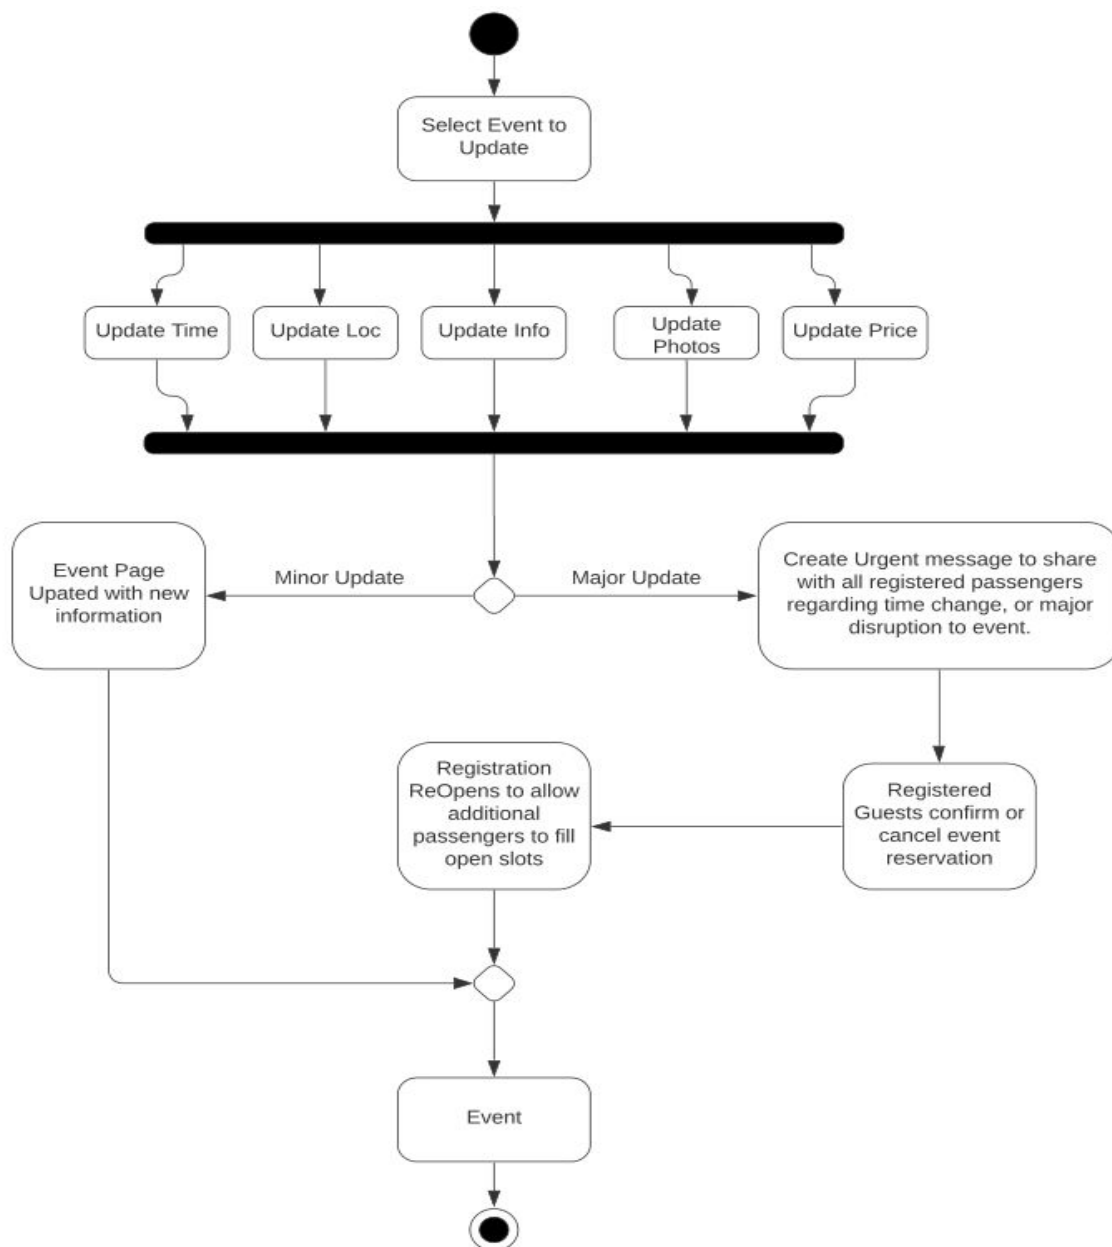 Select Event to
Update
Update Time
Update Loc
Update Info
Update
Photos
Update Price
Event Page
Upated with new
information
Minor Update
Major Update
Create Urgent message to share
with all registered passengers
regarding time change, or major
disruption to event.
Registration
ReOpens to allow
additional
passengers to fill
open slots
Registered
Guests confirm or
cancel event
reservation
Event